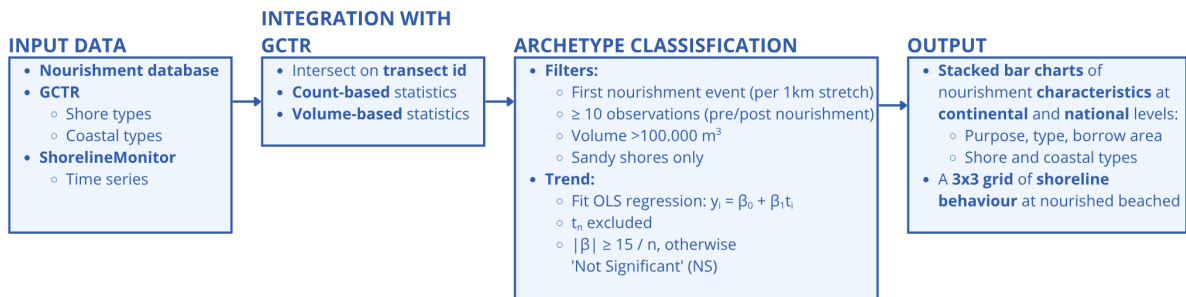 INPUT DATA
• Nourishment database
• GCTR
○ Shore types
○ Coastal types
• ShorelineMonitor
○ Time series
INTEGRATION WITH
GCTR
• Intersect on transect id
• Count-based statistics
• Volume-based statistics
ARCHETYPE CLASSISFICATION
• Filters:
○ First nourishment event (per 1km stretch)
○ ≥ 10 observations (pre/post nourishment)
○ Volume >100.000 m³
○ Sandy shores only
• Trend:
○ Fit OLS regression: yᵢ = β₀ + β₁tᵢ
○ tₙ excluded
○ |β| ≥ 15 / n, otherwise
'Not Significant' (NS)
OUTPUT
• Stacked bar charts of
nourishment characteristics at
continental and national levels:
○ Purpose, type, borrow area
○ Shore and coastal types
• A 3x3 grid of shoreline
behaviour at nourished beached